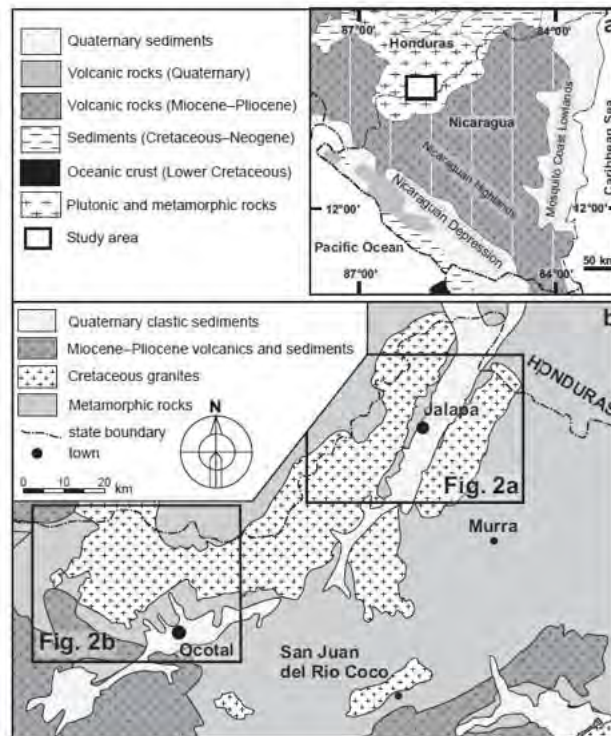 Quaternary sediments
Volcanic rocks (Quaternary)
Volcanic rocks (Miocene–Pliocene)
Sediments (Cretaceous–Neogene)
Oceanic crust (Lower Cretaceous)
Plutonic and metamorphic rocks
Study area
a
87°00'
84°00'
Honduras
Nicaragua
Nicaraguan Highlands
Mosquito Coast Lowlands
Caribbean Sea
Nicaraguan Depression
12°00'
12°00'
Pacific Ocean
50 km
87°00'
84°00'
b
Quaternary clastic sediments
Miocene–Pliocene volcanics and sediments
Cretaceous granites
Metamorphic rocks
state boundary
town
N
0 10 20
km
HONDURAS
Jalapa
Fig. 2a
Murra
Fig. 2b
Ocotal
San Juan
del Rio Coco